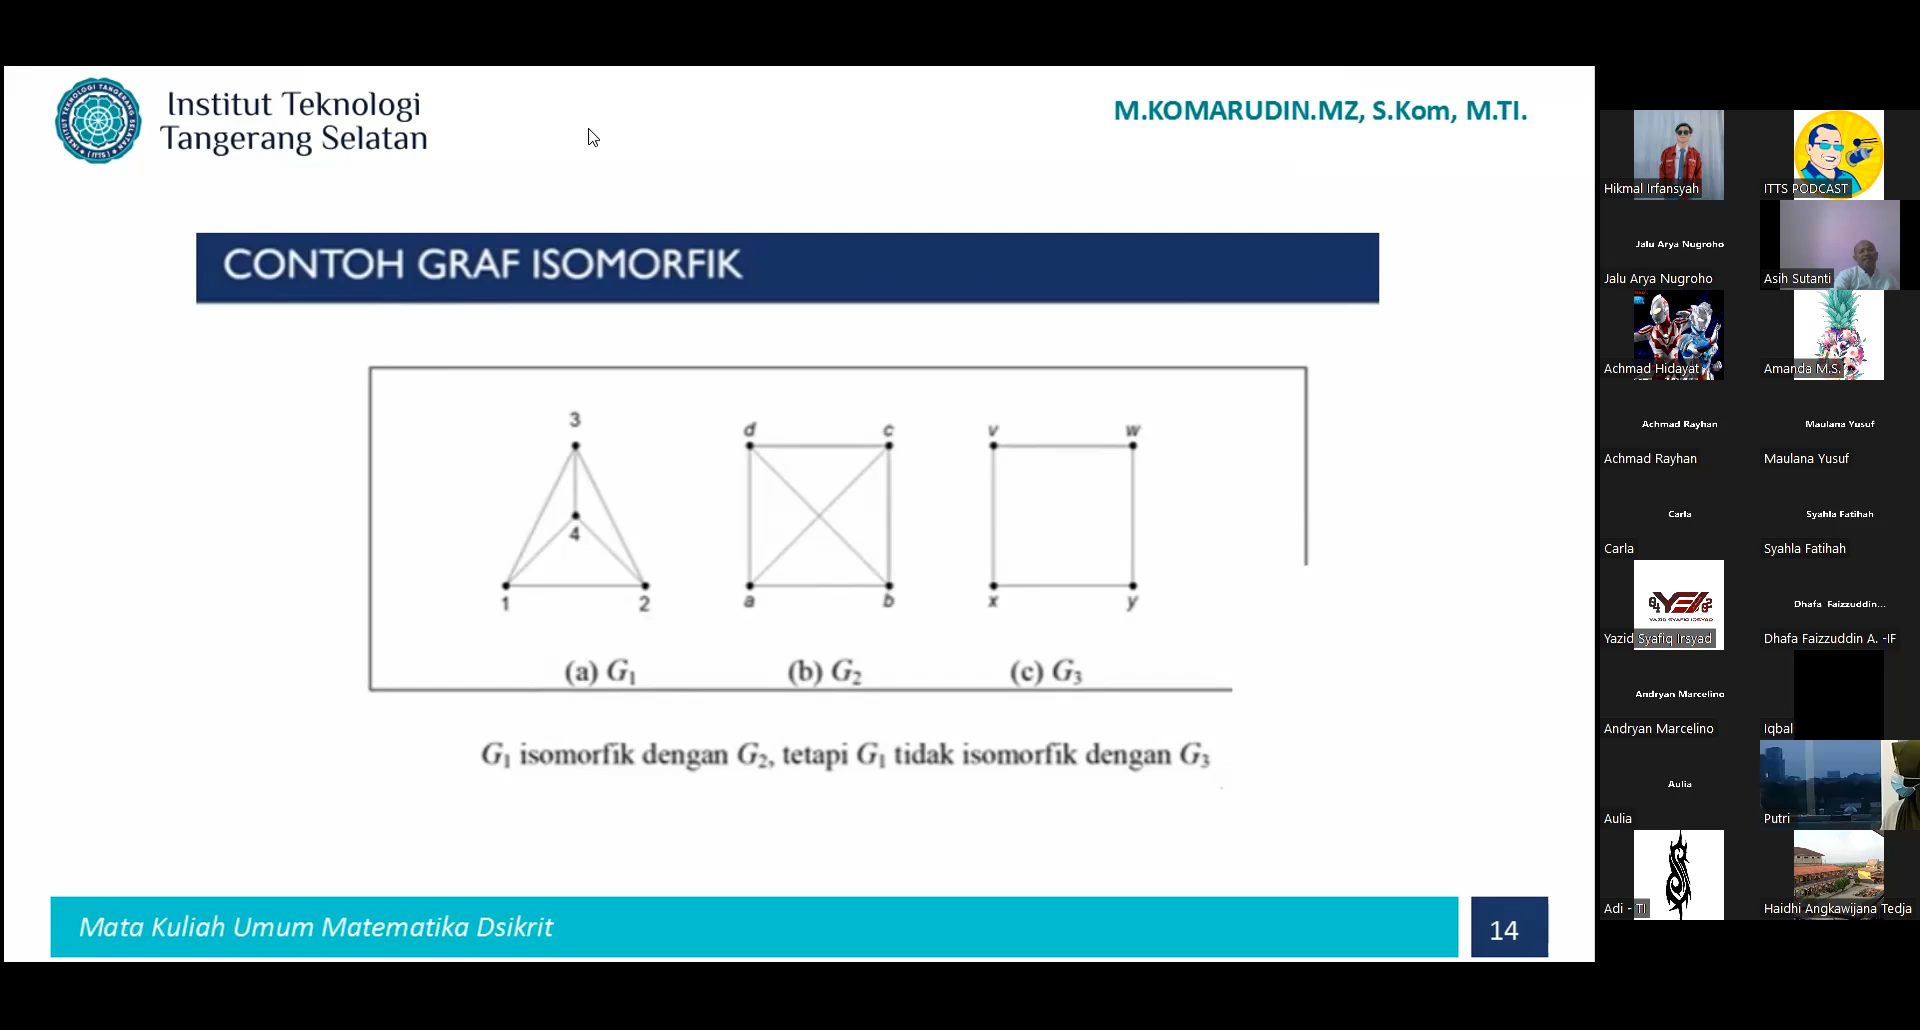 Institut Teknologi
Tangerang Selatan
M.KOMARUDIN.MZ, S.Kom, M.TI.
CONTOH GRAF ISOMORFIK
3
4
1
2
d
c
a
b
v
w
x
y
(a) G₁
(b) G₂
(c) G₃
G₁ isomorfik dengan G₂, tetapi G₁ tidak isomorfik dengan G₃
Mata Kuliah Umum Matematika Dsikrit
14
Hikmal Irfansyah
ITTS PODCAST
Jalu Arya Nugroho
Jalu Arya Nugroho
Asih Sutanti
Achmad Hidayat
Amanda M.S.
Achmad Rayhan
Achmad Rayhan
Maulana Yusuf
Maulana Yusuf
Carla
Carla
Syahla Fatihah
Syahla Fatihah
YEI
YAZID SYAFIQ IRSYAD
Yazid Syafiq Irsyad
Dhafa Faizzuddin...
Dhafa Faizzuddin A. -IF
Andryan Marcelino
Andryan Marcelino
Iqbal
Aulia
Aulia
Putri
Adi - TI
Haidhi Angkawijana Tedja